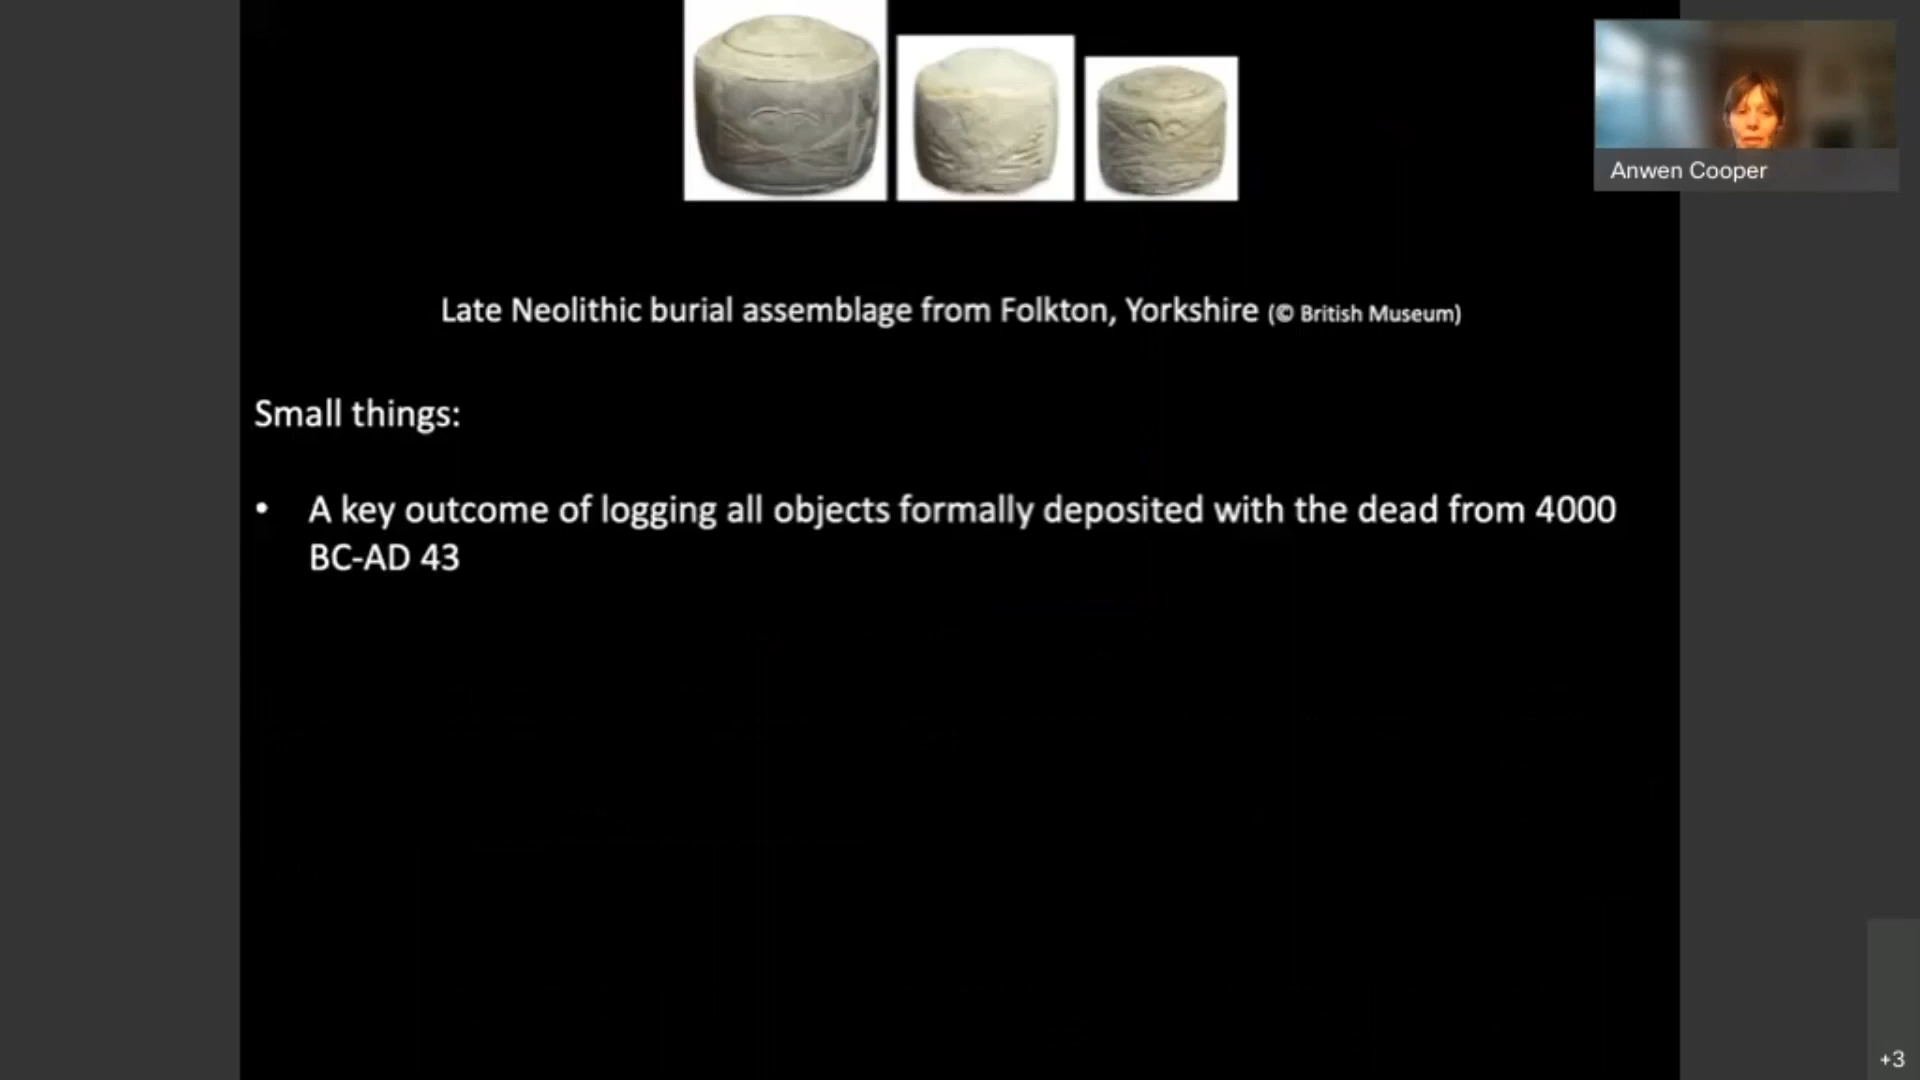 Anwen Cooper
Late Neolithic burial assemblage from Folkton, Yorkshire (© British Museum)
Small things:
• A key outcome of logging all objects formally deposited with the dead from 4000
BC-AD 43
+3